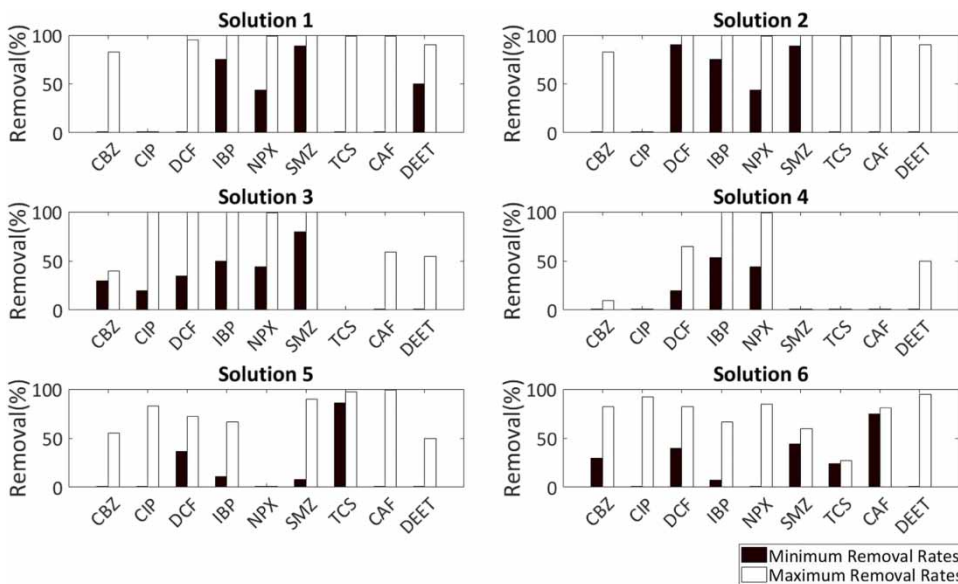 Solution 1
Removal(%)
100
50
0
CBZ CIP DCF IBP NPX SMZ TCS CAF DEET
Solution 2
Removal(%)
100
50
0
CBZ CIP DCF IBP NPX SMZ TCS CAF DEET
Solution 3
Removal(%)
100
50
0
CBZ CIP DCF IBP NPX SMZ TCS CAF DEET
Solution 4
Removal(%)
100
50
0
CBZ CIP DCF IBP NPX SMZ TCS CAF DEET
Solution 5
Removal(%)
100
50
0
CBZ CIP DCF IBP NPX SMZ TCS CAF DEET
Solution 6
Removal(%)
100
50
0
CBZ CIP DCF IBP NPX SMZ TCS CAF DEET
Minimum Removal Rates
Maximum Removal Rates